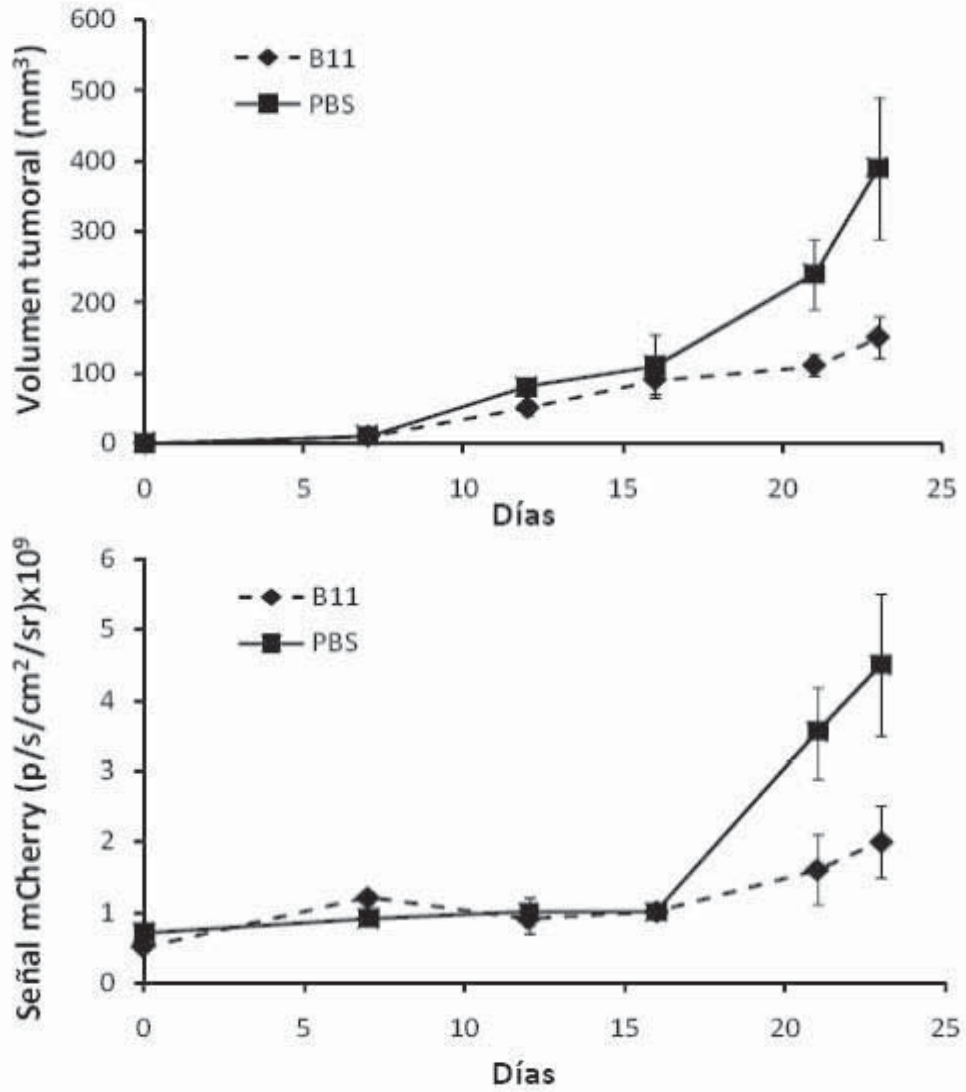 Volumen tumoral (mm³)
600
500
400
300
200
100
0
B11
PBS
0 5 10 15 20 25
Días
Señal mCherry (p/s/cm²/sr)x10⁹
6
5
4
3
2
1
0
B11
PBS
0 5 10 15 20 25
Días